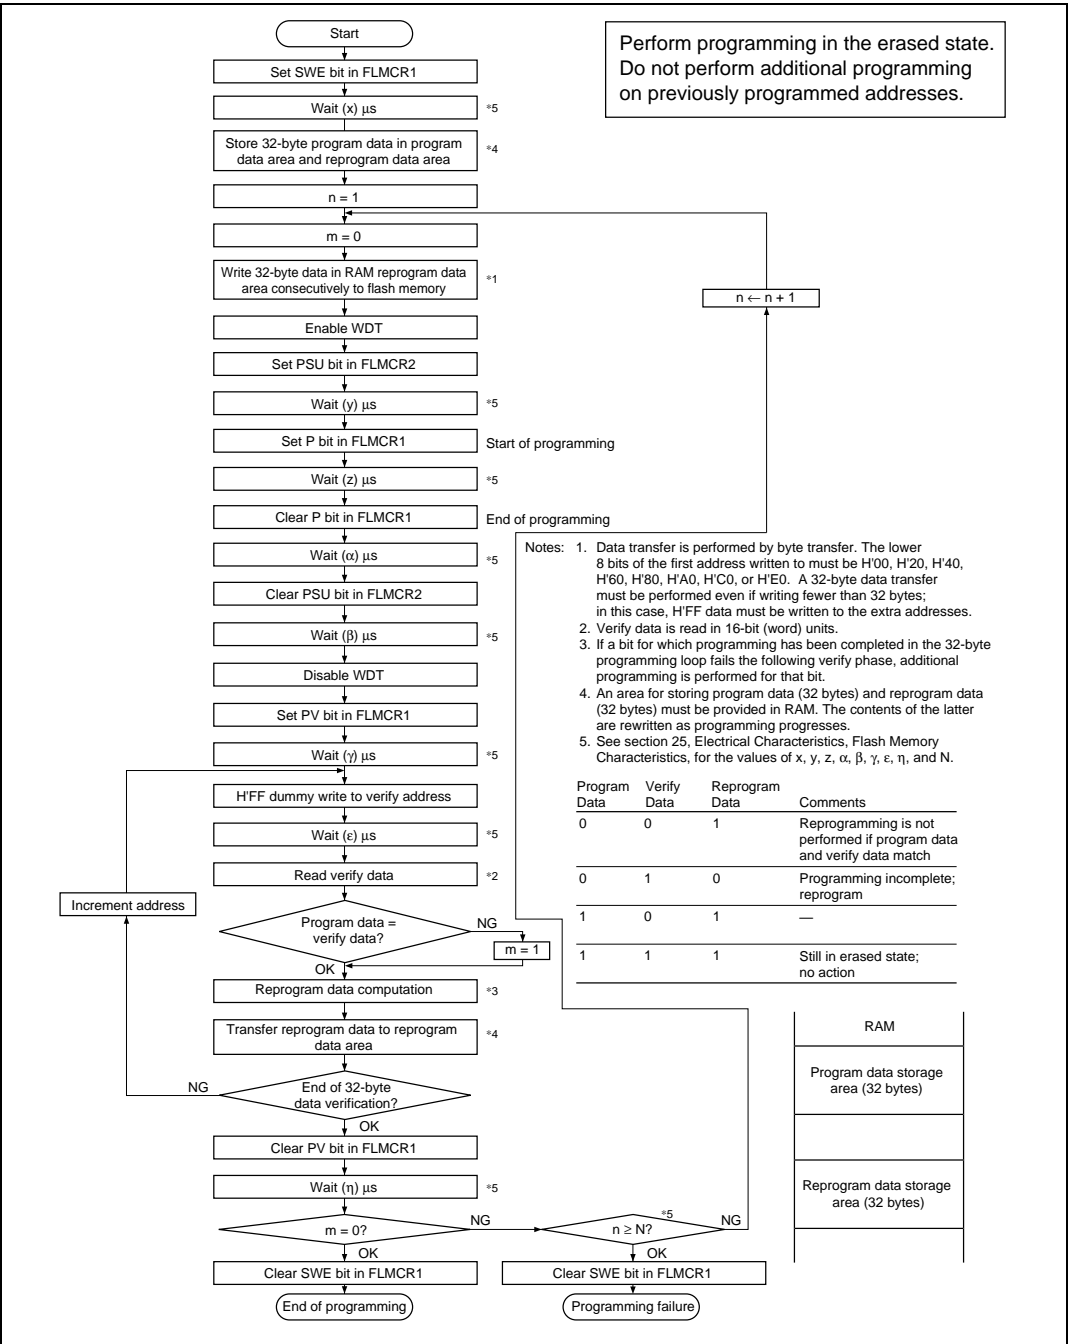 Start
Perform programming in the erased state.
Do not perform additional programming
on previously programmed addresses.
Set SWE bit in FLMCR1
Wait (x) μs
*5
Store 32-byte program data in program
data area and reprogram data area
*4
n = 1
m = 0
Write 32-byte data in RAM reprogram data
area consecutively to flash memory
*1
n ← n + 1
Enable WDT
Set PSU bit in FLMCR2
Wait (y) μs
*5
Set P bit in FLMCR1
Start of programming
Wait (z) μs
*5
Clear P bit in FLMCR1
End of programming
Wait (α) μs
*5
Clear PSU bit in FLMCR2
Wait (β) μs
*5
Disable WDT
Set PV bit in FLMCR1
Wait (γ) μs
*5
H'FF dummy write to verify address
Wait (ε) μs
*5
Read verify data
*2
Increment address
Program data =
verify data?
NG
m = 1
OK
Reprogram data computation
*3
Transfer reprogram data to reprogram
data area
*4
NG
End of 32-byte
data verification?
OK
Clear PV bit in FLMCR1
Wait (η) μs
*5
m = 0?
NG
*5
n ≥ N?
NG
OK
OK
Clear SWE bit in FLMCR1
Clear SWE bit in FLMCR1
End of programming
Programming failure
Notes: 1. Data transfer is performed by byte transfer. The lower
8 bits of the first address written to must be H'00, H'20, H'40,
H'60, H'80, H'A0, H'C0, or H'E0. A 32-byte data transfer
must be performed even if writing fewer than 32 bytes;
in this case, H'FF data must be written to the extra addresses.
2. Verify data is read in 16-bit (word) units.
3. If a bit for which programming has been completed in the 32-byte
programming loop fails the following verify phase, additional
programming is performed for that bit.
4. An area for storing program data (32 bytes) and reprogram data
(32 bytes) must be provided in RAM. The contents of the latter
are rewritten as programming progresses.
5. See section 25, Electrical Characteristics, Flash Memory
Characteristics, for the values of x, y, z, α, β, γ, ε, η, and N.
Program Verify Reprogram
Data Data Data Comments
0 0 1 Reprogramming is not
performed if program data
and verify data match
0 1 0 Programming incomplete;
reprogram
1 0 1 —
1 1 1 Still in erased state;
no action
RAM
Program data storage
area (32 bytes)
Reprogram data storage
area (32 bytes)